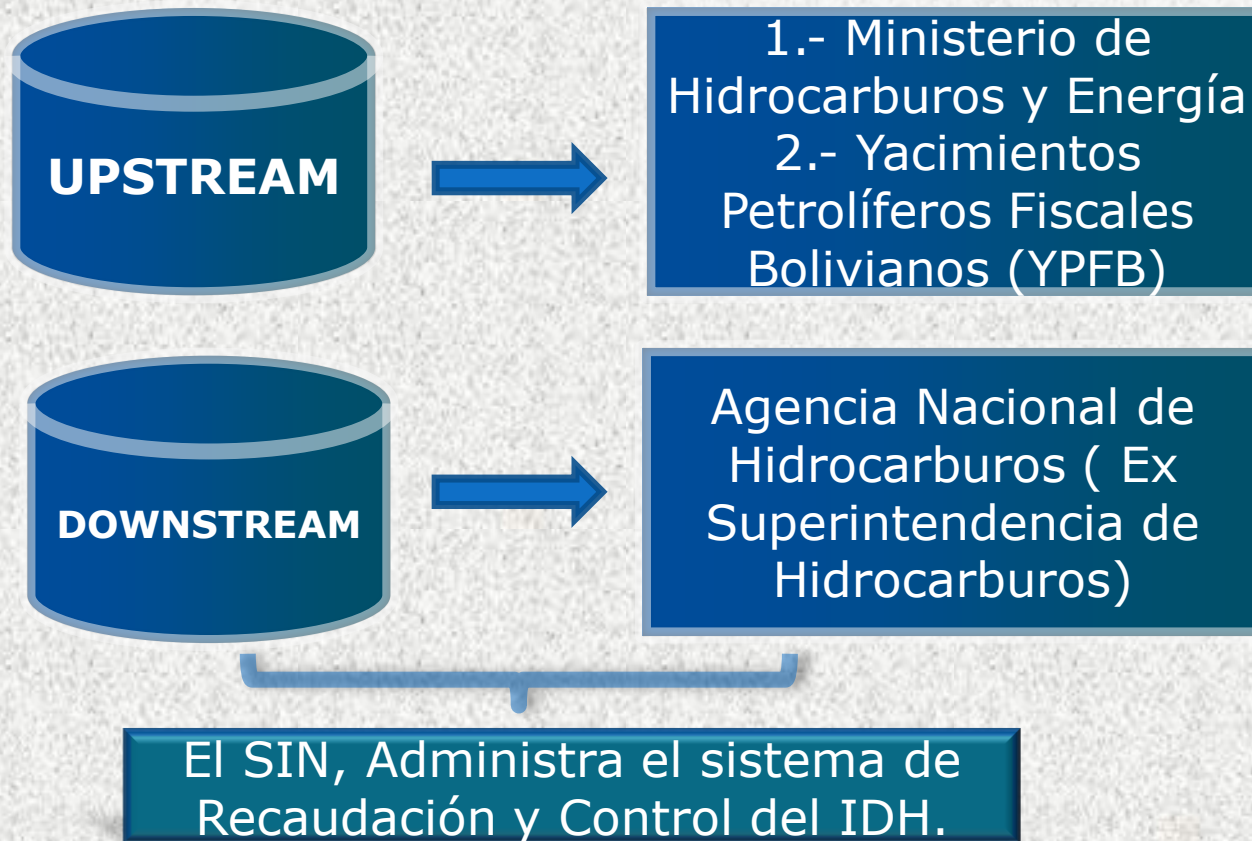 UPSTREAM
1.- Ministerio de
Hidrocarburos y Energía
2.- Yacimientos
Petrolíferos Fiscales
Bolivianos (YPFB)
DOWNSTREAM
Agencia Nacional de
Hidrocarburos ( Ex
Superintendencia de
Hidrocarburos)
El SIN, Administra el sistema de
Recaudación y Control del IDH.